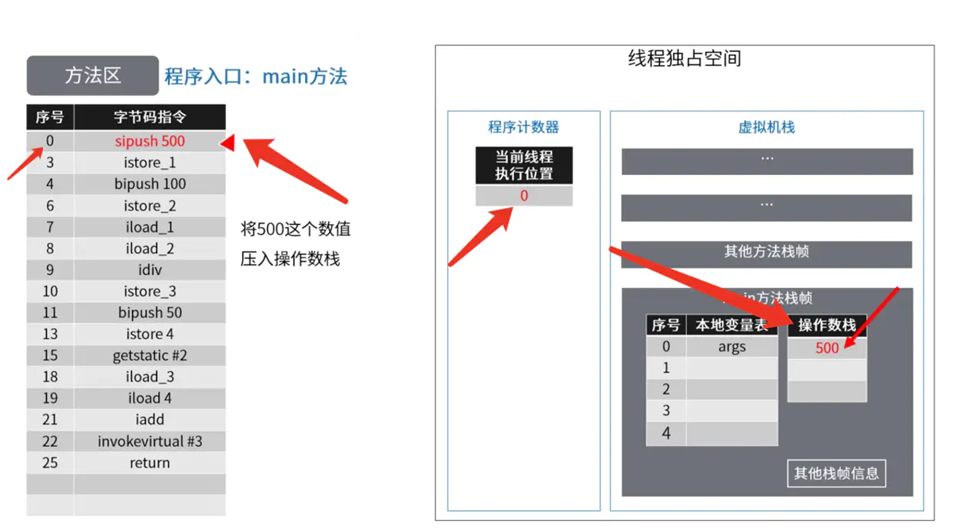 方法区 程序入口：main方法
序号 字节码指令
0 sipush 500
3 istore_1
4 bipush 100
6 istore_2
7 iload_1
8 iload_2
9 idiv
10 istore_3
11 bipush 50
13 istore 4
15 getstatic #2
18 iload_3
19 iload 4
21 iadd
22 invokevirtual #3
25 return
将500这个数值
压入操作数栈
线程独占空间
程序计数器
当前线程
执行位置
0
虚拟机栈
...
...
其他方法栈帧
main方法栈帧
序号 本地变量表
0 args
1
2
3
4
操作数栈
500
其他栈帧信息